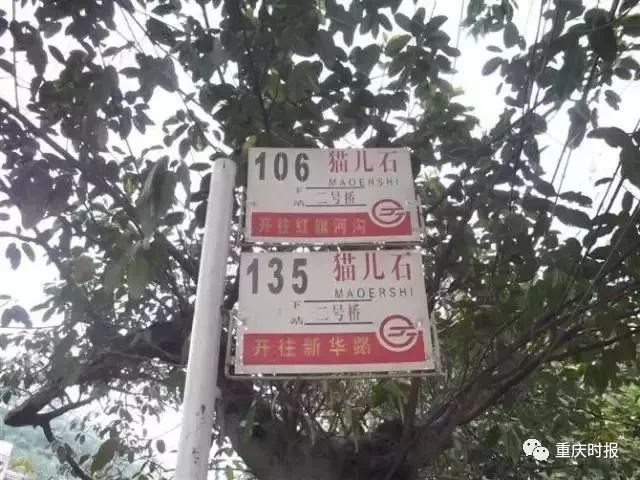 106 猫儿石
MAOERSHI
下站 二号桥
开往红旗河沟
135 猫儿石
MAOERSHI
下站 二号桥
开往新华路
重庆时报